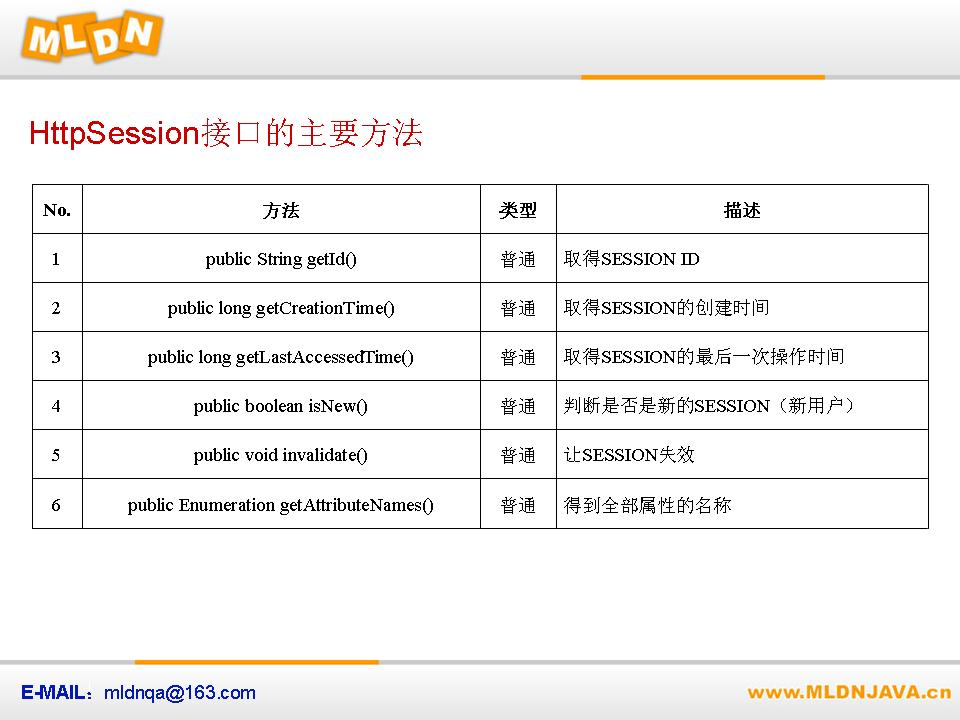 MLDN
HttpSession接口的主要方法
No. 方法 类型 描述
1 public String getId() 普通 取得SESSION ID
2 public long getCreationTime() 普通 取得SESSION的创建时间
3 public long getLastAccessedTime() 普通 取得SESSION的最后一次操作时间
4 public boolean isNew() 普通 判断是否是新的SESSION（新用户）
5 public void invalidate() 普通 让SESSION失效
6 public Enumeration getAttributeNames() 普通 得到全部属性的名称
E-MAIL：mldnqa@163.com www.MLDNJAVA.cn